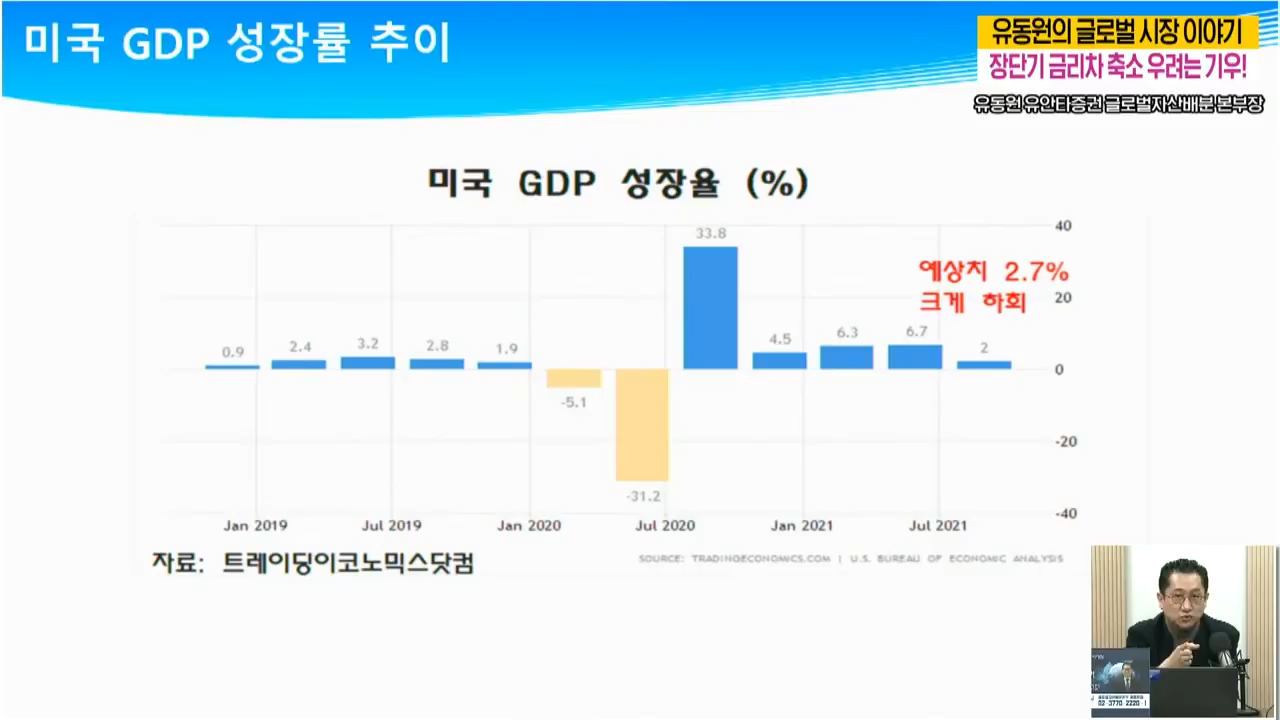 미국 GDP 성장률 추이
유동원의 글로벌 시장 이야기
장단기 금리차 축소 우려는 기우!
유동원 유안타증권 글로벌자산배분 본부장
미국 GDP 성장율 (%)
33.8
40
예상치 2.7%
크게 하회
20
0.9
2.4
3.2
2.8
1.9
4.5
6.3
6.7
2
0
-5.1
-20
-31.2
-40
Jan 2019
Jul 2019
Jan 2020
Jul 2020
Jan 2021
Jul 2021
자료: 트레이딩이코노믹스닷컴
SOURCE: TRADINGECONOMICS.COM | U.S. BUREAU OF ECONOMIC ANALYSIS
02-3770-2220~1